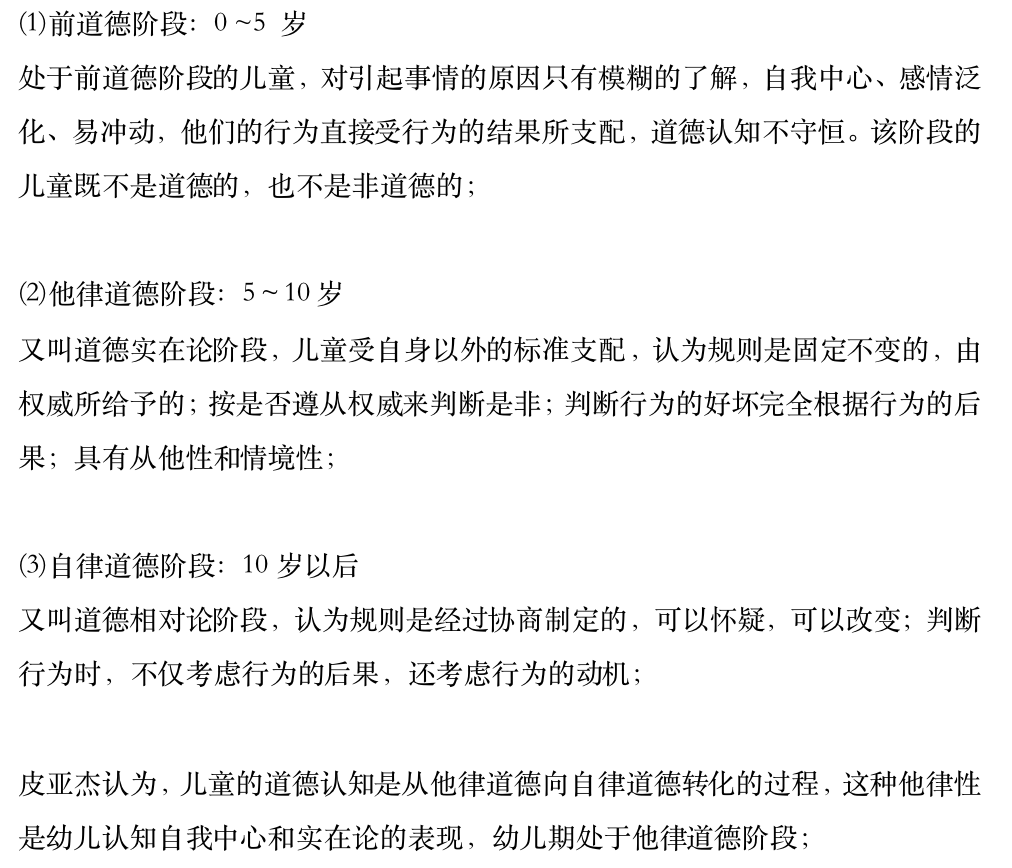 ⑴前道德阶段：0 ~5 岁
处于前道德阶段的儿童，对引起事情的原因只有模糊的了解，自我中心、感情泛
化、易冲动，他们的行为直接受行为的结果所支配，道德认知不守恒。该阶段的
儿童既不是道德的，也不是非道德的；
⑵他律道德阶段：5 ~ 10 岁
又叫道德实在论阶段，儿童受自身以外的标准支配，认为规则是固定不变的，由
权威所给予的；按是否遵从权威来判断是非；判断行为的好坏完全根据行为的后
果；具有从他性和情境性；
⑶自律道德阶段：10 岁以后
又叫道德相对论阶段，认为规则是经过协商制定的，可以怀疑，可以改变；判断
行为时，不仅考虑行为的后果，还考虑行为的动机；
皮亚杰认为，儿童的道德认知是从他律道德向自律道德转化的过程，这种他律性
是幼儿认知自我中心和实在论的表现，幼儿期处于他律道德阶段；